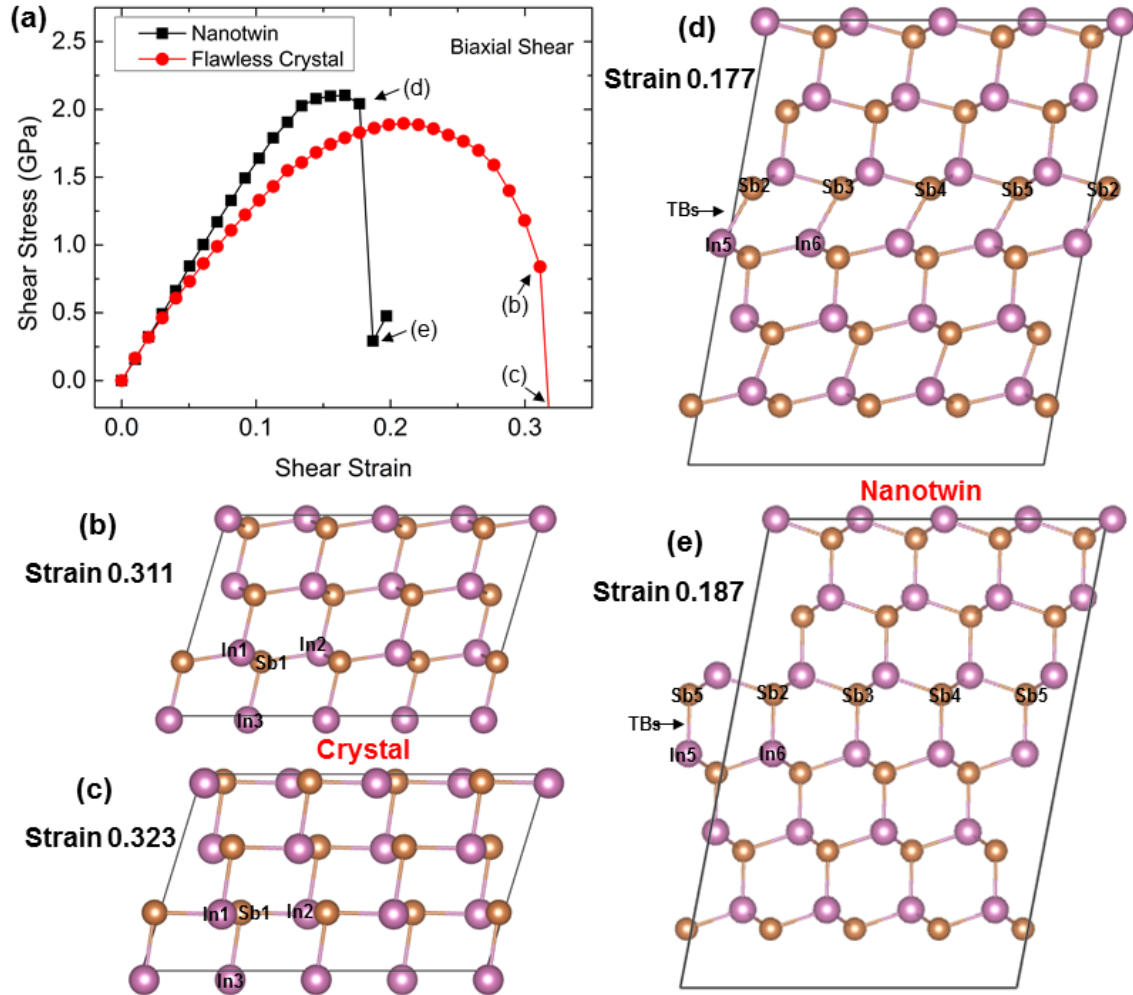 (a)
Nanotwin
Flawless Crystal
Biaxial Shear
2.5
2.0
1.5
1.0
0.5
0.0
Shear Stress (GPa)
(d)
(b)
(e)
(c)
0.0
0.1
0.2
0.3
Shear Strain
(d)
Strain 0.177
Sb2
Sb3
Sb4
Sb5
Sb2
TBs
In5
In6
Nanotwin
(b)
Strain 0.311
In1
Sb1
In2
In3
Crystal
(c)
Strain 0.323
In1
Sb1
In2
In3
(e)
Strain 0.187
Sb5
Sb2
Sb3
Sb4
Sb5
TBs
In5
In6